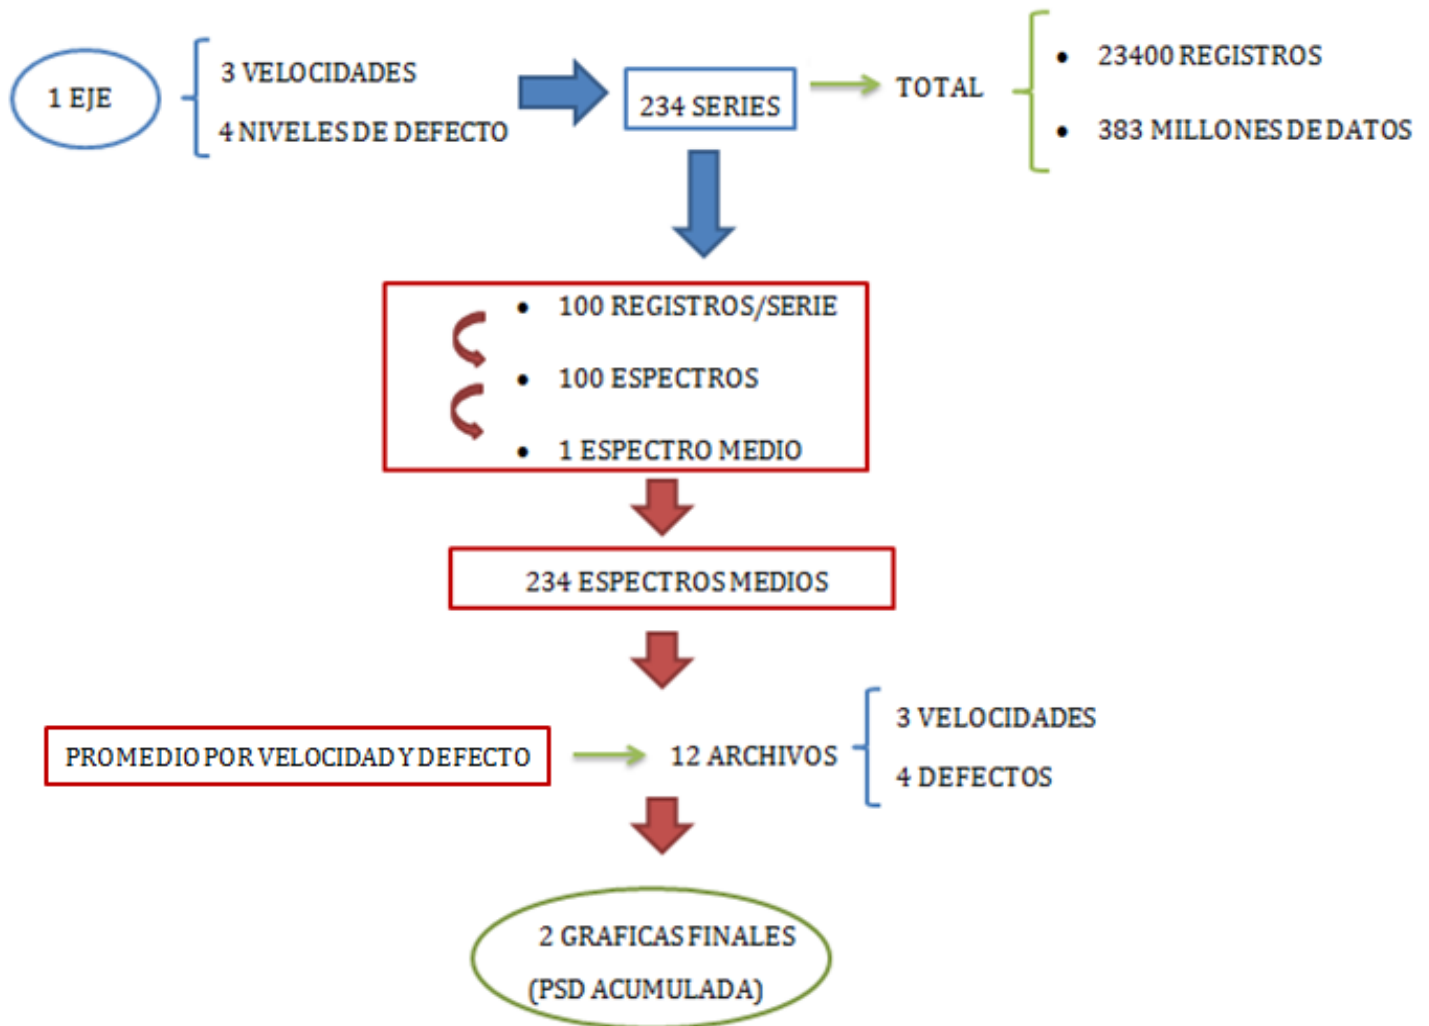 1 EJE
3 VELOCIDADES
4 NIVELES DE DEFECTO
234 SERIES
TOTAL
• 23400 REGISTROS
• 383 MILLONES DE DATOS
• 100 REGISTROS/SERIE
• 100 ESPECTROS
• 1 ESPECTRO MEDIO
234 ESPECTROS MEDIOS
PROMEDIO POR VELOCIDAD Y DEFECTO
12 ARCHIVOS
3 VELOCIDADES
4 DEFECTOS
2 GRAFICAS FINALES
(PSD ACUMULADA)